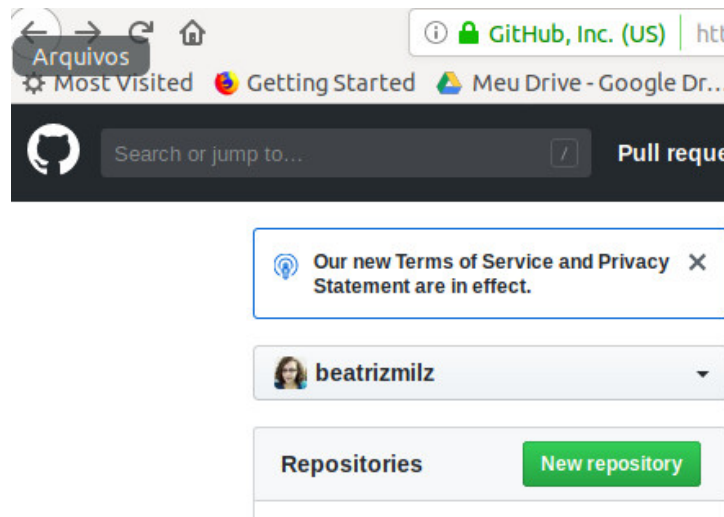 Arquivos
GitHub, Inc. (US) htt
Most Visited Getting Started Meu Drive - Google Dr...
Search or jump to... / Pull reque
Our new Terms of Service and Privacy
Statement are in effect.
beatrizmilz
Repositories New repository